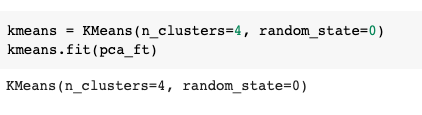 kmeans = KMeans(n_clusters=4, random_state=0)
kmeans.fit(pca_ft)
KMeans(n_clusters=4, random_state=0)